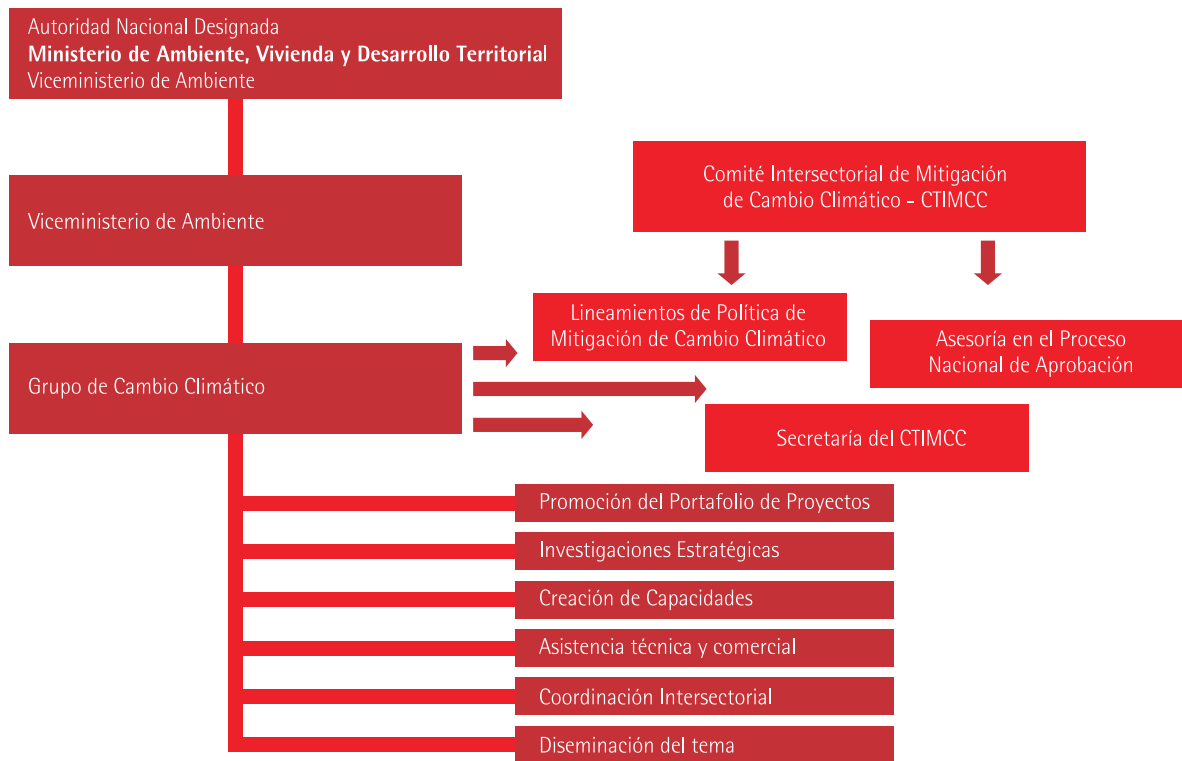 Autoridad Nacional Designada
Ministerio de Ambiente, Vivienda y Desarrollo Territorial
Viceministerio de Ambiente
Viceministerio de Ambiente
Grupo de Cambio Climático
Comité Intersectorial de Mitigación
de Cambio Climático - CTIMCC
Lineamientos de Política de
Mitigación de Cambio Climático
Asesoría en el Proceso
Nacional de Aprobación
Secretaría del CTIMCC
Promoción del Portafolio de Proyectos
Investigaciones Estratégicas
Creación de Capacidades
Asistencia técnica y comercial
Coordinación Intersectorial
Diseminación del tema